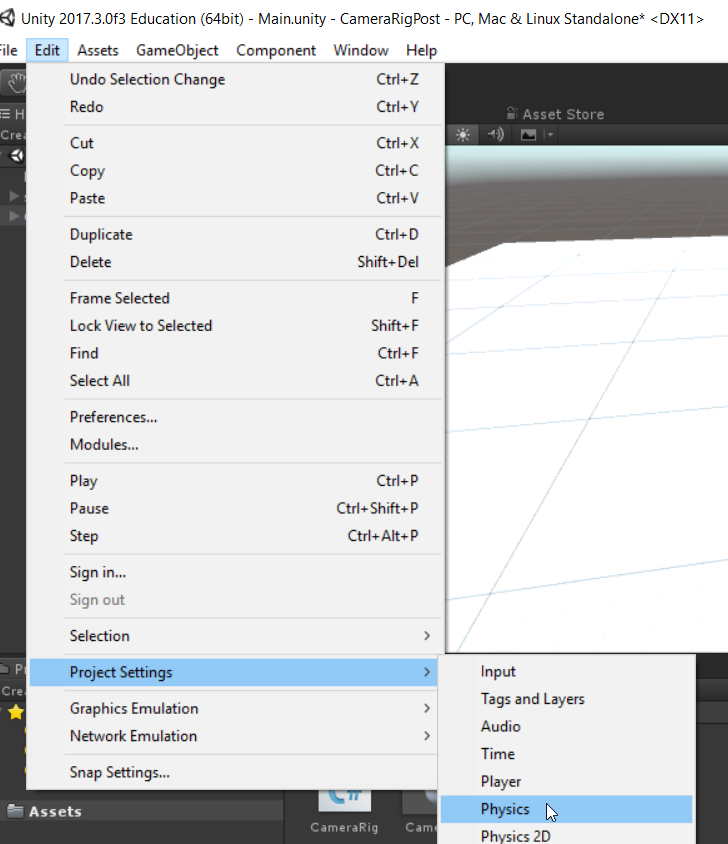 Unity 2017.3.0f3 Education (64bit) - Main.unity - CameraRigPost - PC, Mac & Linux Standalone* <DX11>
Edit Assets GameObject Component Window Help
Undo Selection Change Ctrl+Z
Redo Ctrl+Y
Asset Store
Cut Ctrl+X
Copy Ctrl+C
Paste Ctrl+V
Duplicate Ctrl+D
Delete Shift+Del
Frame Selected F
Lock View to Selected Shift+F
Find Ctrl+F
Select All Ctrl+A
Preferences...
Modules...
Play Ctrl+P
Pause Ctrl+Shift+P
Step Ctrl+Alt+P
Sign in...
Sign out
Selection
Project Settings
Graphics Emulation
Network Emulation
Snap Settings...
Input
Tags and Layers
Audio
Time
Player
Physics
Physics 2D
Assets
C#
CameraRig